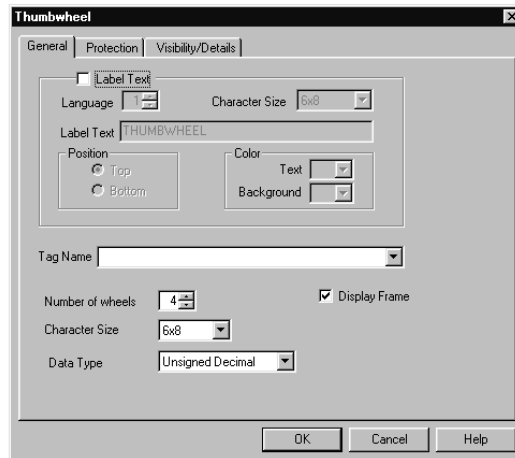 Thumbwheel
General Protection Visibility/Details
Label Text
Language 1 Character Size 6x8
Label Text THUMBWHEEL
Position Color
Top Text
Bottom Background
Tag Name
Number of wheels 4 Display Frame
Character Size 6x8
Data Type Unsigned Decimal
OK Cancel Help